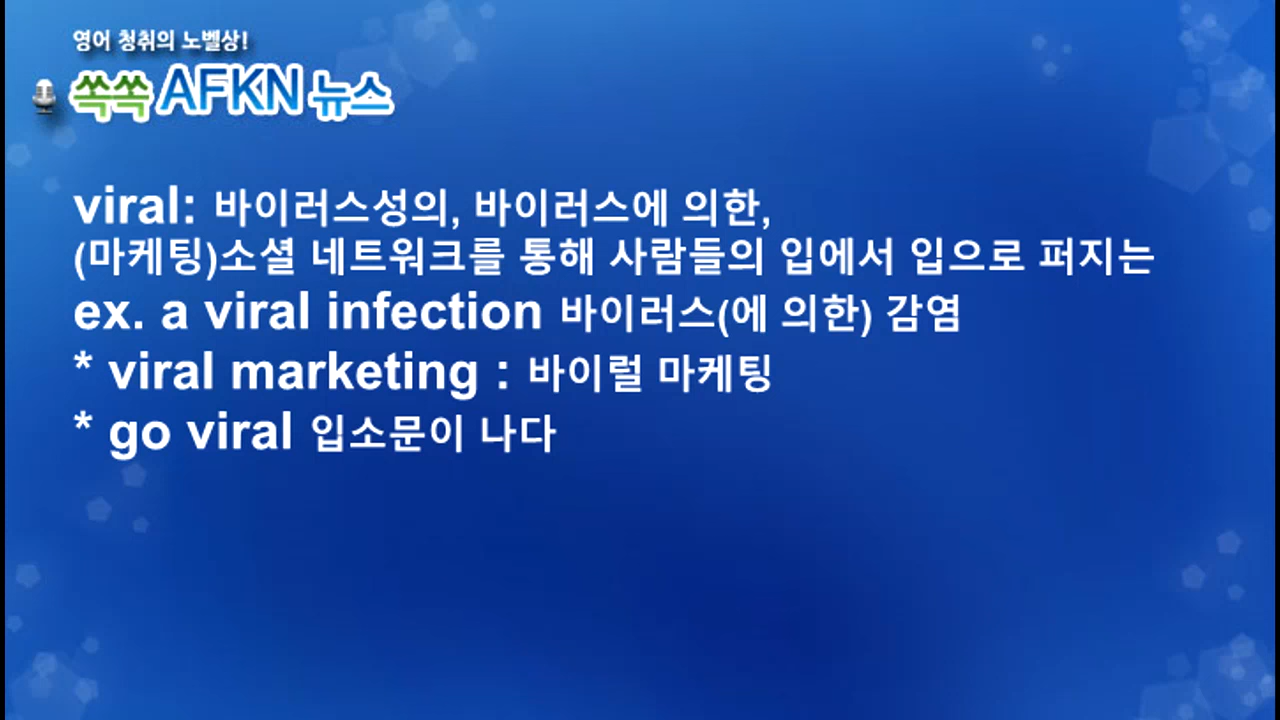 영어 청취의 노벨상!
쏙쏙 AFKN 뉴스
viral: 바이러스성의, 바이러스에 의한,
(마케팅)소셜 네트워크를 통해 사람들의 입에서 입으로 퍼지는
ex. a viral infection 바이러스(에 의한) 감염
* viral marketing : 바이럴 마케팅
* go viral 입소문이 나다